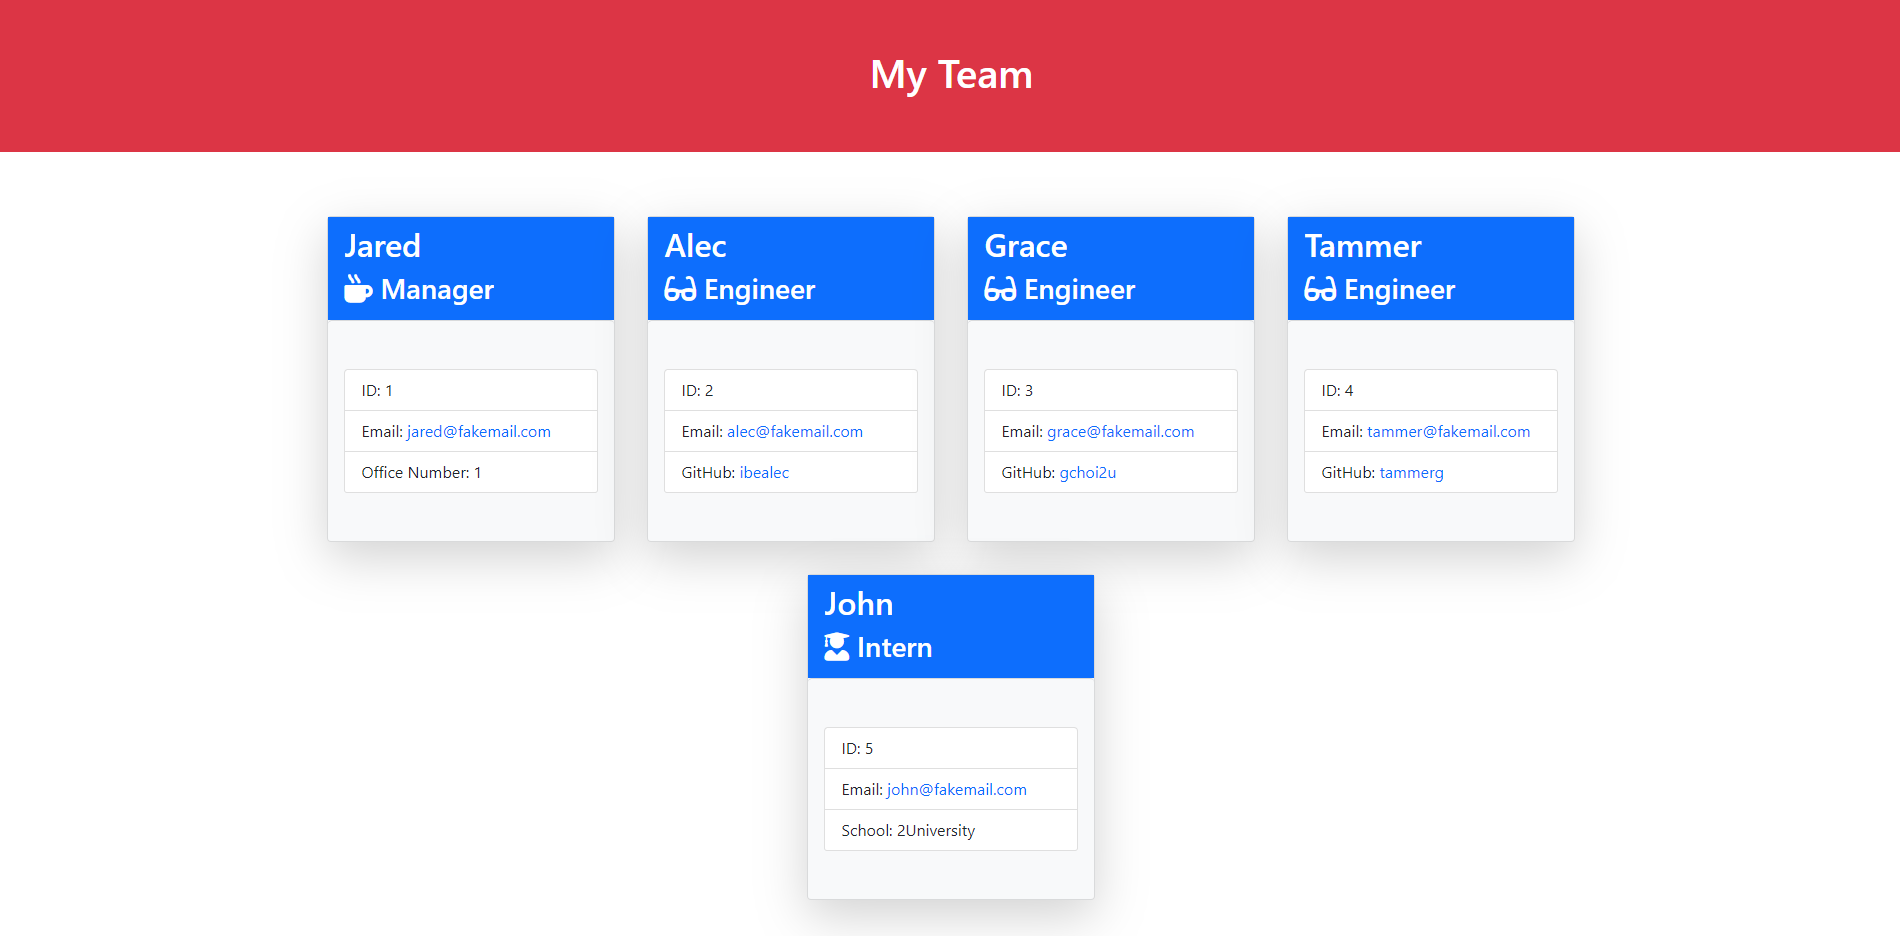 My Team
Jared
Manager
ID: 1
Email: jared@fakemail.com
Office Number: 1
Alec
Engineer
ID: 2
Email: alec@fakemail.com
GitHub: ibealec
Grace
Engineer
ID: 3
Email: grace@fakemail.com
GitHub: gchoi2u
Tammer
Engineer
ID: 4
Email: tammer@fakemail.com
GitHub: tammerg
John
Intern
ID: 5
Email: john@fakemail.com
School: 2University